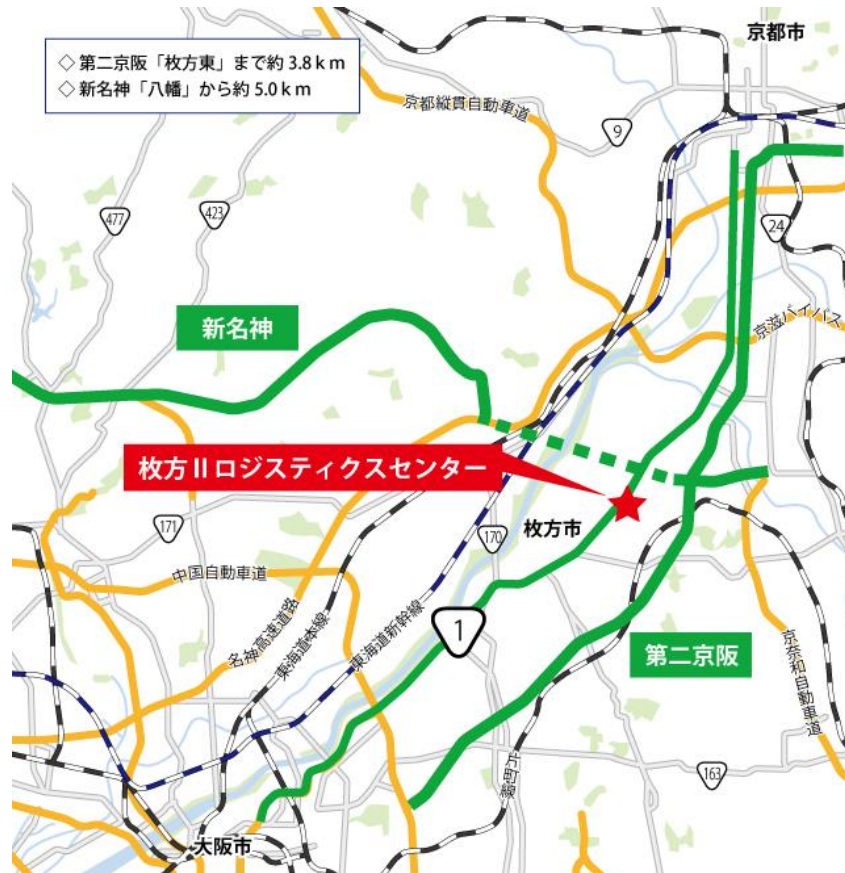 ◇ 第二京阪「枚方東」まで約 3.8 k m
◇ 新名神「八幡」から約 5.0 k m
京都市
京都縦貫自動車道
9
477
423
24
新名神
京滋バイパス
枚方Ⅱロジスティクスセンター
171
170
枚方市
中国自動車道
名神高速道路
東海道本線
東海道新幹線
1
第二京阪
京奈和自動車道
片町線
163
大阪市